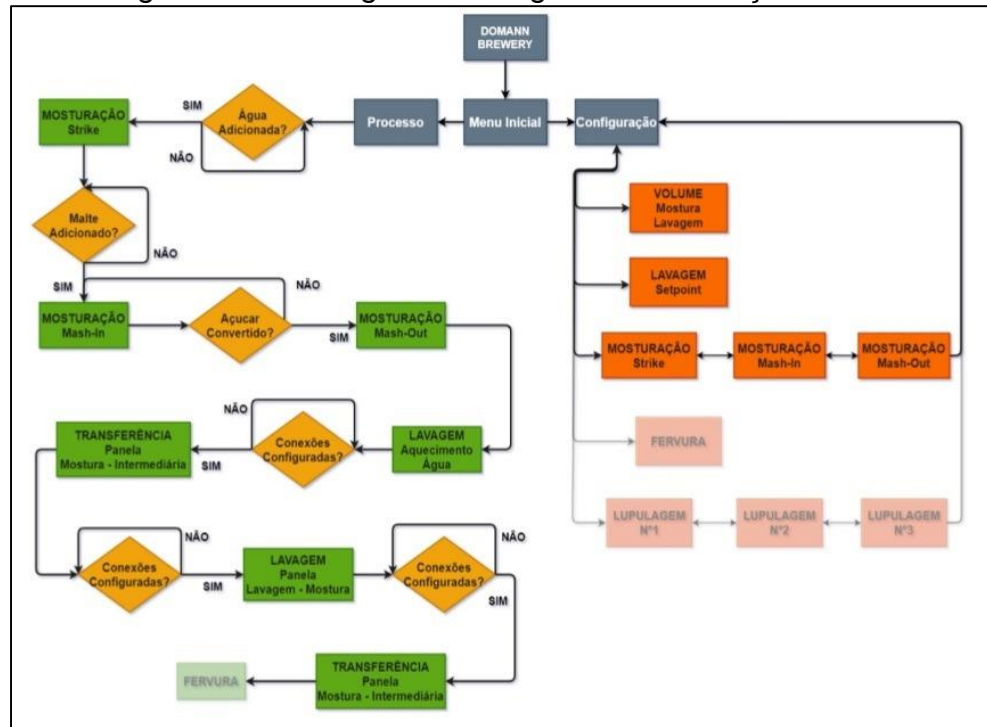 DOMANN
BREWERY
Menu Inicial
Processo
Configuração
Água
Adicionada?
SIM
NÃO
MOSTURAÇÃO
Strike
Malte
Adicionado?
NÃO
SIM
MOSTURAÇÃO
Mash-In
Açucar
Convertido?
NÃO
SIM
MOSTURAÇÃO
Mash-Out
LAVAGEM
Aquecimento
Água
Conexões
Configuradas?
NÃO
SIM
TRANSFERÊNCIA
Panela
Mostura - Intermediária
Conexões
Configuradas?
NÃO
SIM
LAVAGEM
Panela
Lavagem - Mostura
Conexões
Configuradas?
NÃO
SIM
TRANSFERÊNCIA
Panela
Mostura - Intermediária
FERVURA
VOLUME
Mostura
Lavagem
LAVAGEM
Setpoint
MOSTURAÇÃO
Strike
MOSTURAÇÃO
Mash-In
MOSTURAÇÃO
Mash-Out
FERVURA
LUPULAGEM
Nº1
LUPULAGEM
Nº2
LUPULAGEM
Nº3